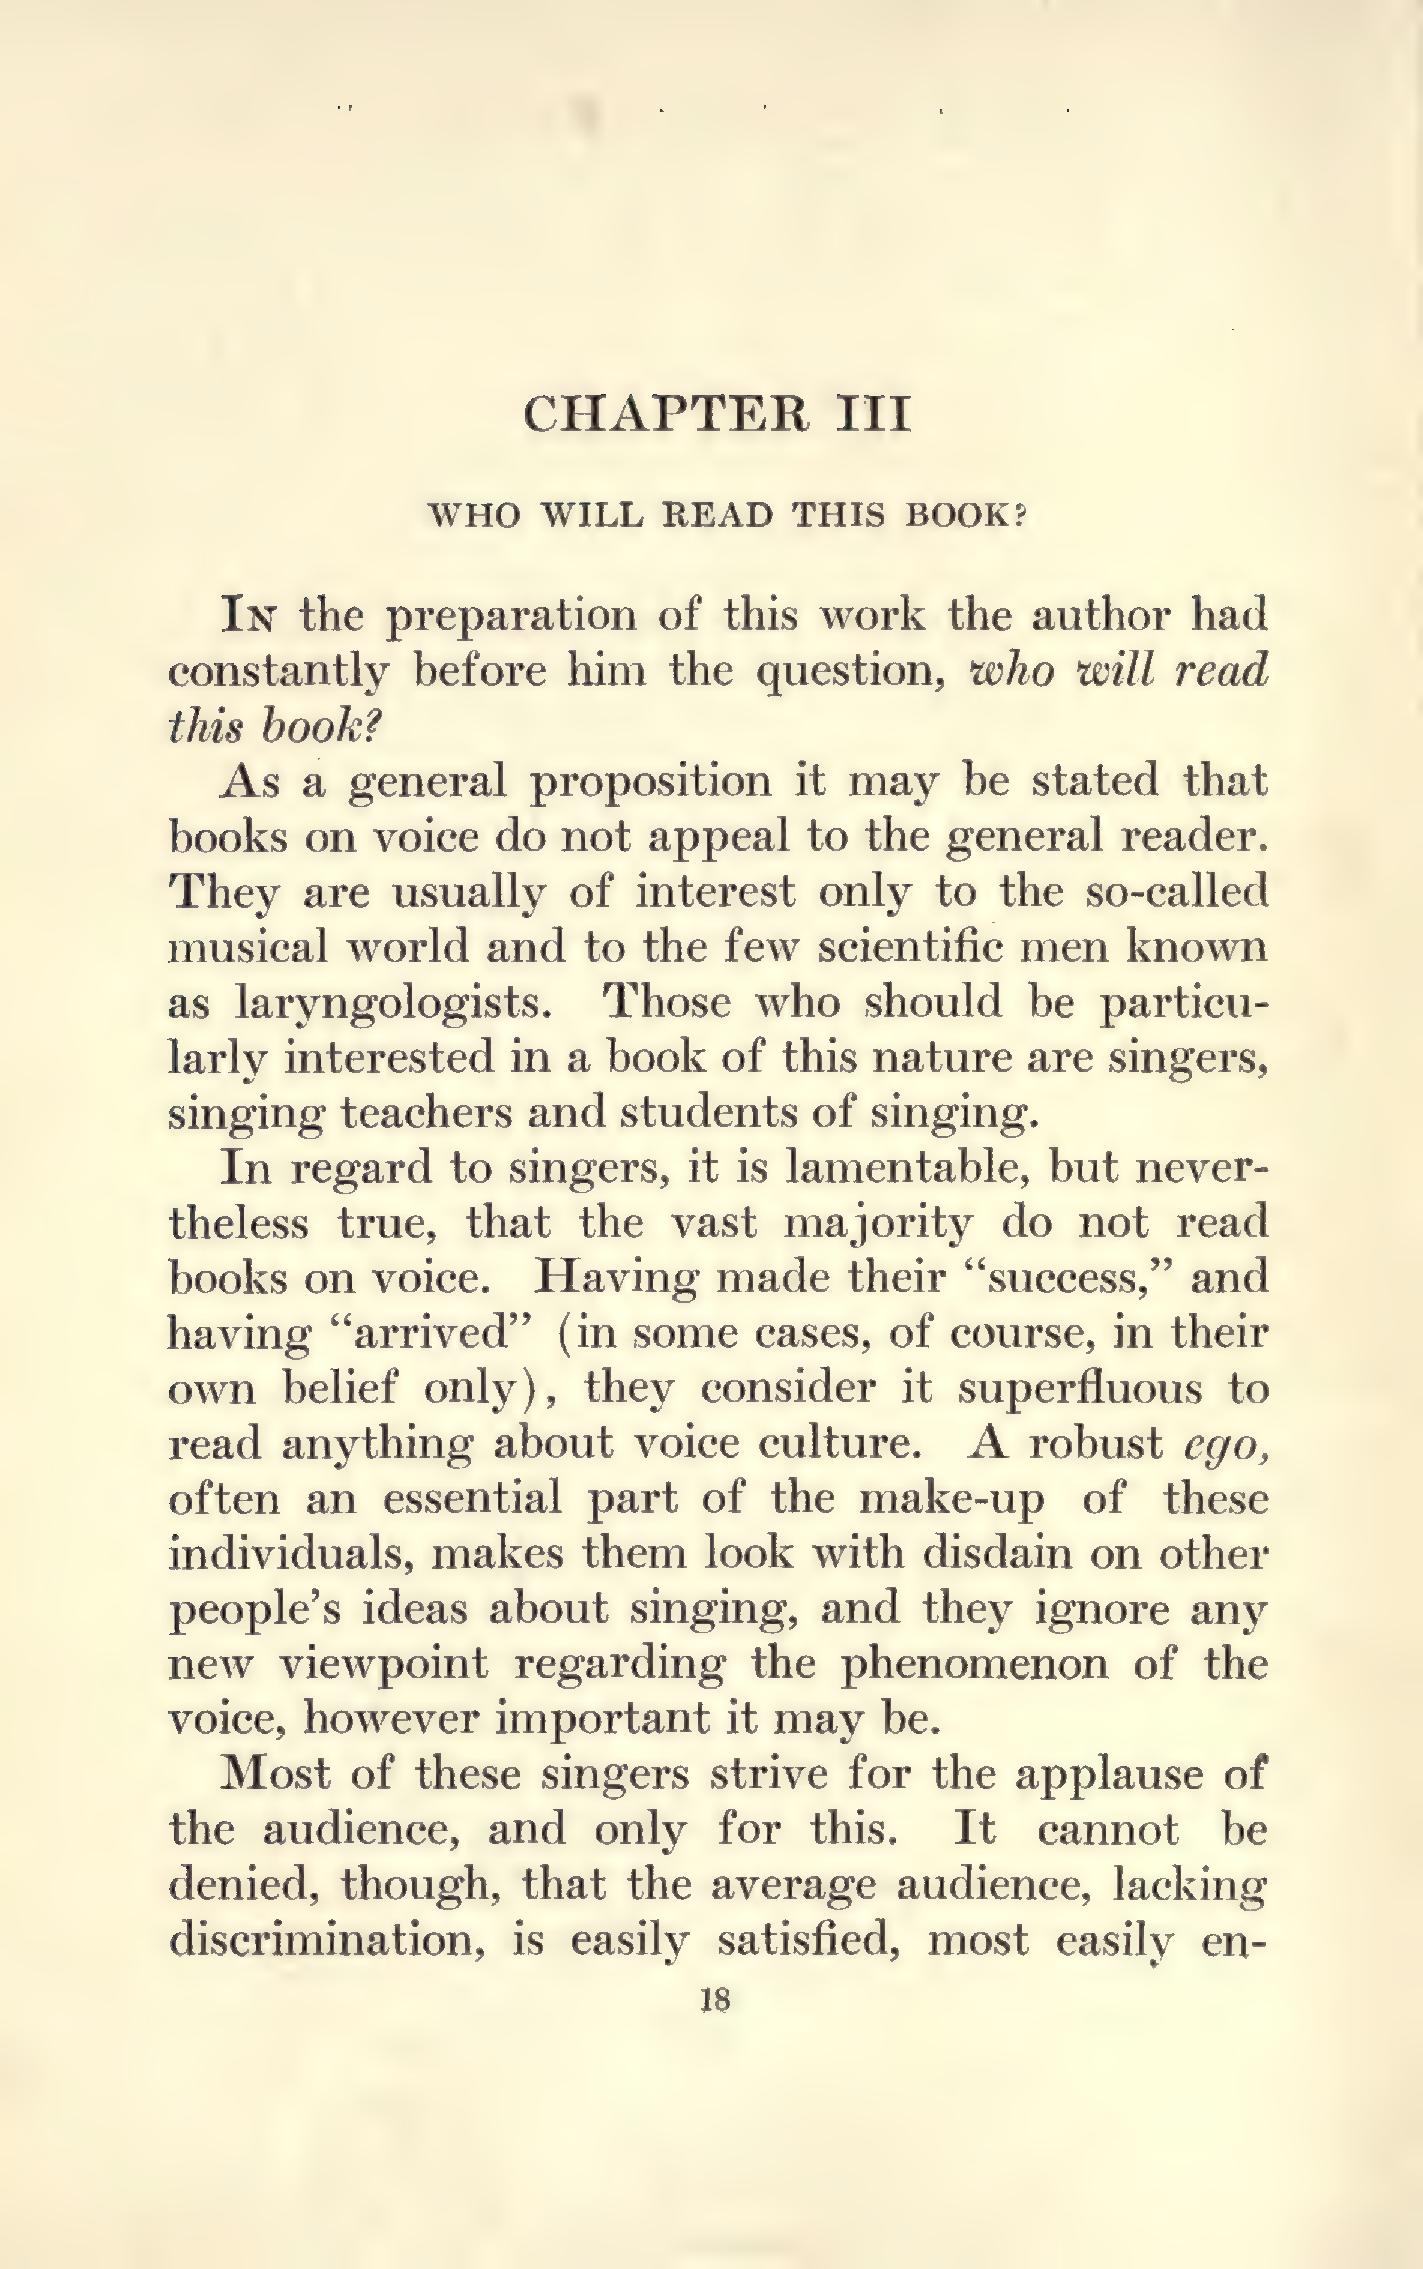 CHAPTER III
WHO WILL READ THIS BOOK?
In the preparation of this work the author had
constantly before him the question, who will read
this book?
As a general proposition it may be stated that
books on voice do not appeal to the general reader.
They are usually of interest only to the so-called
musical world and to the few scientific men known
as laryngologists. Those who should be particu-
larly interested in a book of this nature are singers,
singing teachers and students of singing.
In regard to singers, it is lamentable, but never-
theless true, that the vast majority do not read
books on voice. Having made their “success,” and
having “arrived” (in some cases, of course, in their
own belief only), they consider it superfluous to
read anything about voice culture. A robust ego,
often an essential part of the make-up of these
individuals, makes them look with disdain on other
people’s ideas about singing, and they ignore any
new viewpoint regarding the phenomenon of the
voice, however important it may be.
Most of these singers strive for the applause of
the audience, and only for this. It cannot be
denied, though, that the average audience, lacking
discrimination, is easily satisfied, most easily en-
18